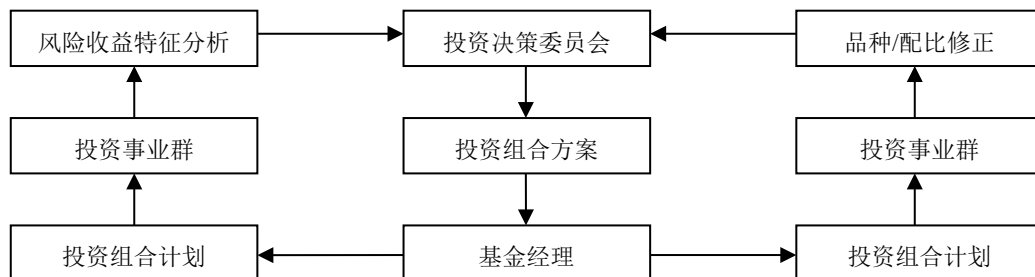 风险收益特征分析
投资决策委员会
品种/配比修正
投资事业群
投资组合方案
投资事业群
投资组合计划
基金经理
投资组合计划